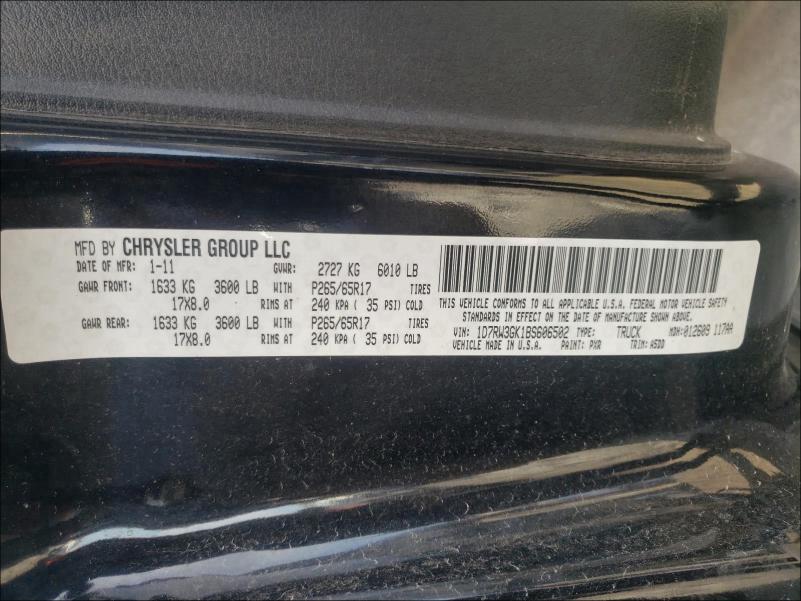 MFD BY CHRYSLER GROUP LLC
DATE OF MFR: 1-11 GVWR: 2727 KG 6010 LB
GAWR FRONT: 1633 KG 3600 LB WITH P265/65R17 TIRES
17X8.0 RIMS AT 240 KPA ( 35 PSI) COLD
GAWR REAR: 1633 KG 3600 LB WITH P265/65R17 TIRES
17X8.0 RIMS AT 240 KPA ( 35 PSI) COLD
THIS VEHICLE CONFORMS TO ALL APPLICABLE U.S.A. FEDERAL MOTOR VEHICLE SAFETY
STANDARDS IN EFFECT ON THE DATE OF MANUFACTURE SHOWN ABOVE.
VIN: 1D7RW3GK1BS606502 TYPE: TRUCK MDH: 012609 117AA
VEHICLE MADE IN U.S.A. PAINT: PXR TRIM: A5DD